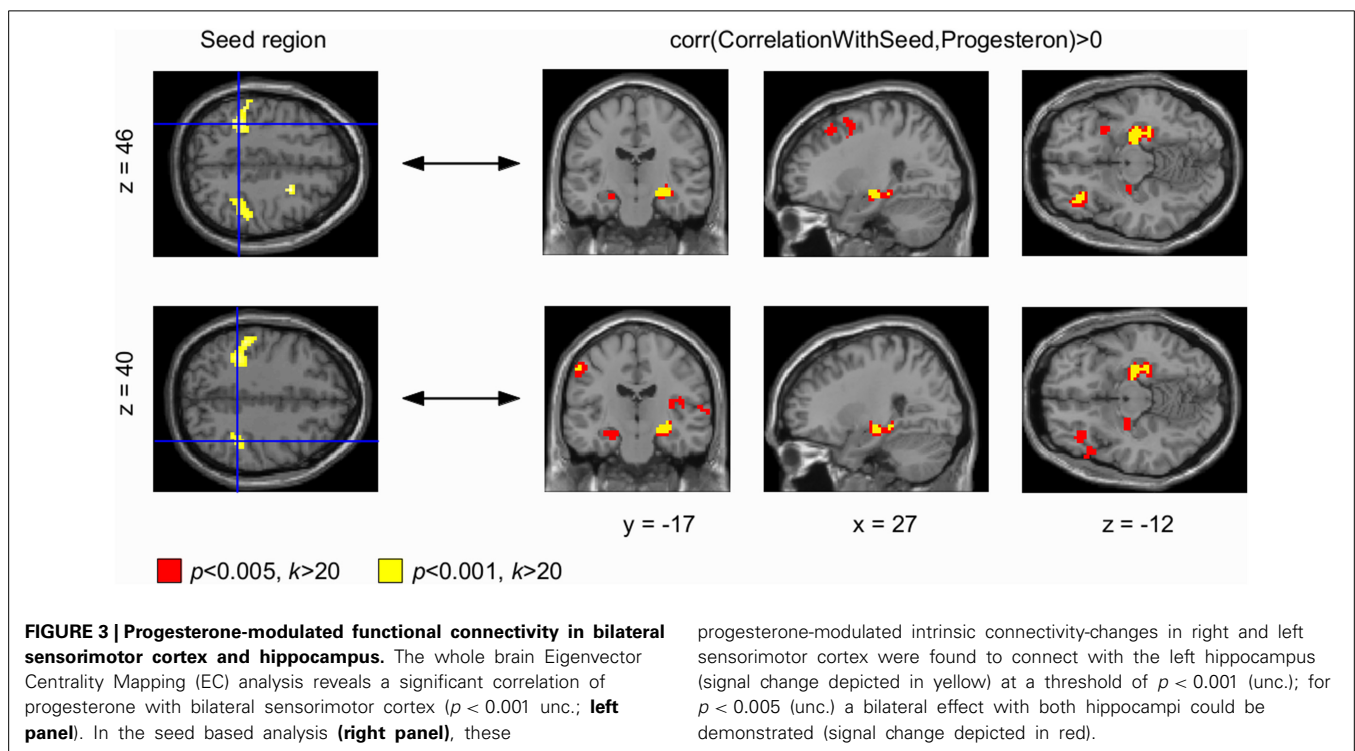 Seed region
corr(CorrelationWithSeed,Progesteron)>0
z = 46
z = 40
y = -17
x = 27
z = -12
p<0.005, k>20
p<0.001, k>20
FIGURE 3 | Progesterone-modulated functional connectivity in bilateral
sensorimotor cortex and hippocampus. The whole brain Eigenvector
Centrality Mapping (EC) analysis reveals a significant correlation of
progesterone with bilateral sensorimotor cortex (p < 0.001 unc.; left
panel). In the seed based analysis (right panel), these
progesterone-modulated intrinsic connectivity-changes in right and left
sensorimotor cortex were found to connect with the left hippocampus
(signal change depicted in yellow) at a threshold of p < 0.001 (unc.); for
p < 0.005 (unc.) a bilateral effect with both hippocampi could be
demonstrated (signal change depicted in red).